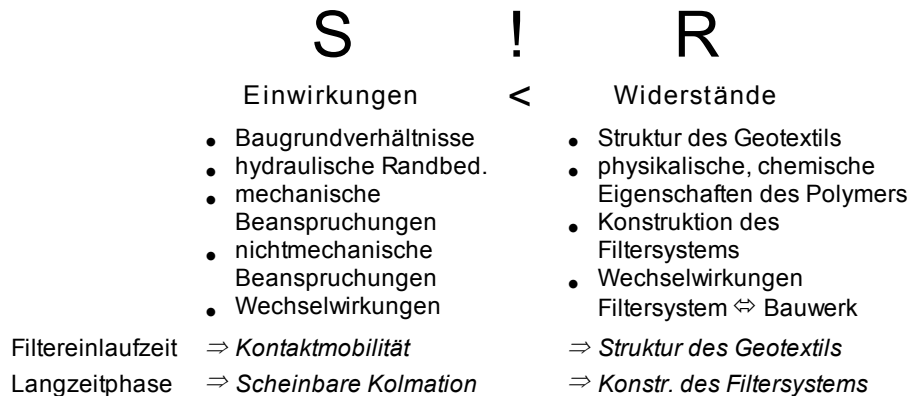 S ! R
Einwirkungen < Widerstände
• Baugrundverhältnisse
• hydraulische Randbed.
• mechanische
Beanspruchungen
• nichtmechanische
Beanspruchungen
• Wechselwirkungen
• Struktur des Geotextils
• physikalische, chemische
Eigenschaften des Polymers
• Konstruktion des
Filtersystems
• Wechselwirkungen
Filtersystem ⇔ Bauwerk
Filtereinlaufzeit ⇒ Kontaktmobilität ⇒ Struktur des Geotextils
Langzeitphase ⇒ Scheinbare Kolmation ⇒ Konstr. des Filtersystems